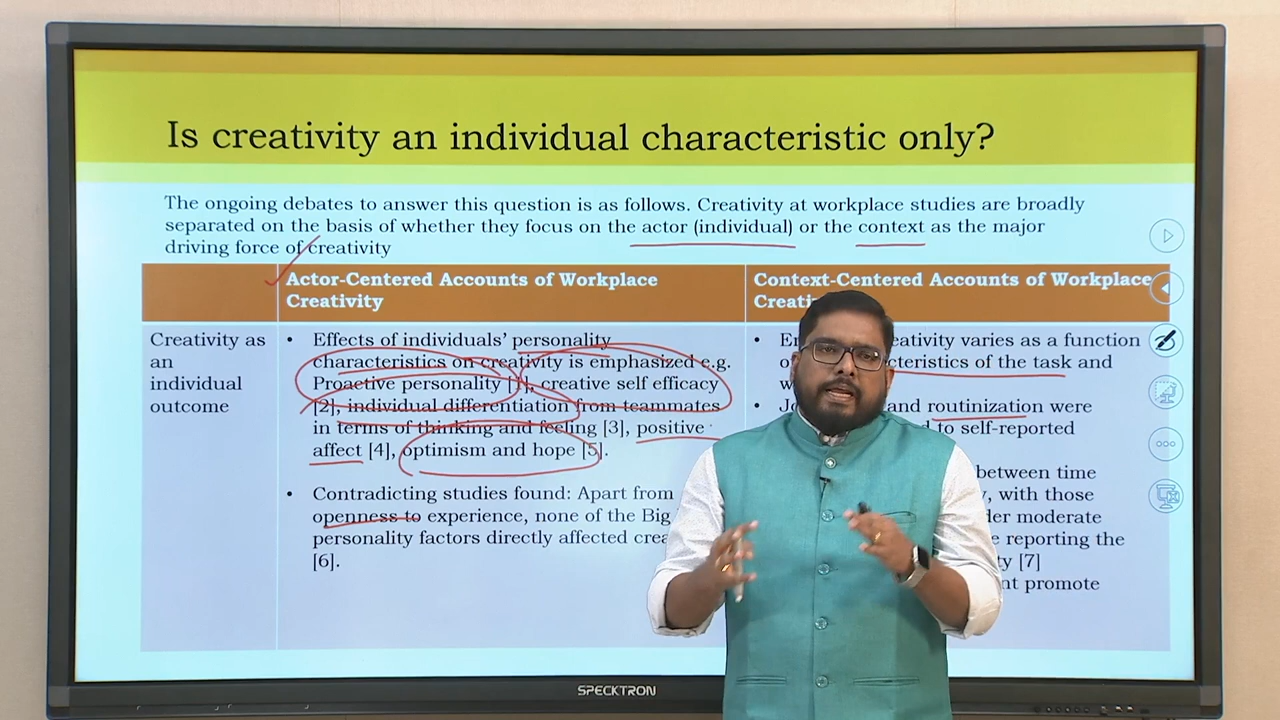 Is creativity an individual characteristic only?
The ongoing debates to answer this question is as follows. Creativity at workplace studies are broadly
separated on the basis of whether they focus on the actor (individual) or the context as the major
driving force of creativity
Actor-Centered Accounts of Workplace
Creativity
Context-Centered Accounts of Workplace
Creativity as
an
individual
outcome
• Effects of individuals' personality
characteristics on creativity is emphasized e.g.
Proactive personality [1], creative self efficacy
[2], individual differentiation from teammates
in terms of thinking and feeling [3], positive
affect [4], optimism and hope [5].
• Contradicting studies found: Apart from
openness to experience, none of the Big
personality factors directly affected
[6].
varies as a function
of the task and
and routinization were
to self-reported
between time
with those
moderate
reporting the
[7]
promote
SPECKTRON